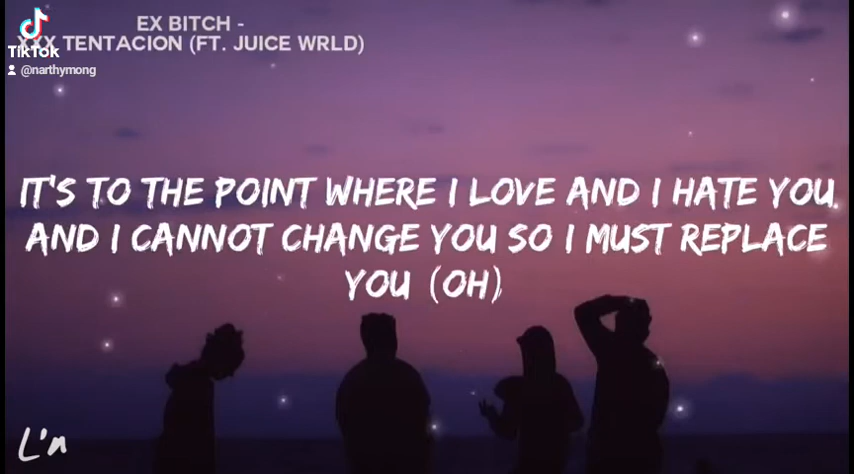 EX BITCH -
XXX TENTACION (FT. JUICE WRLD)
TikTok
@narthymong
IT'S TO THE POINT WHERE I LOVE AND I HATE YOU.
AND I CANNOT CHANGE YOU SO I MUST REPLACE
YOU (OH)
L'n